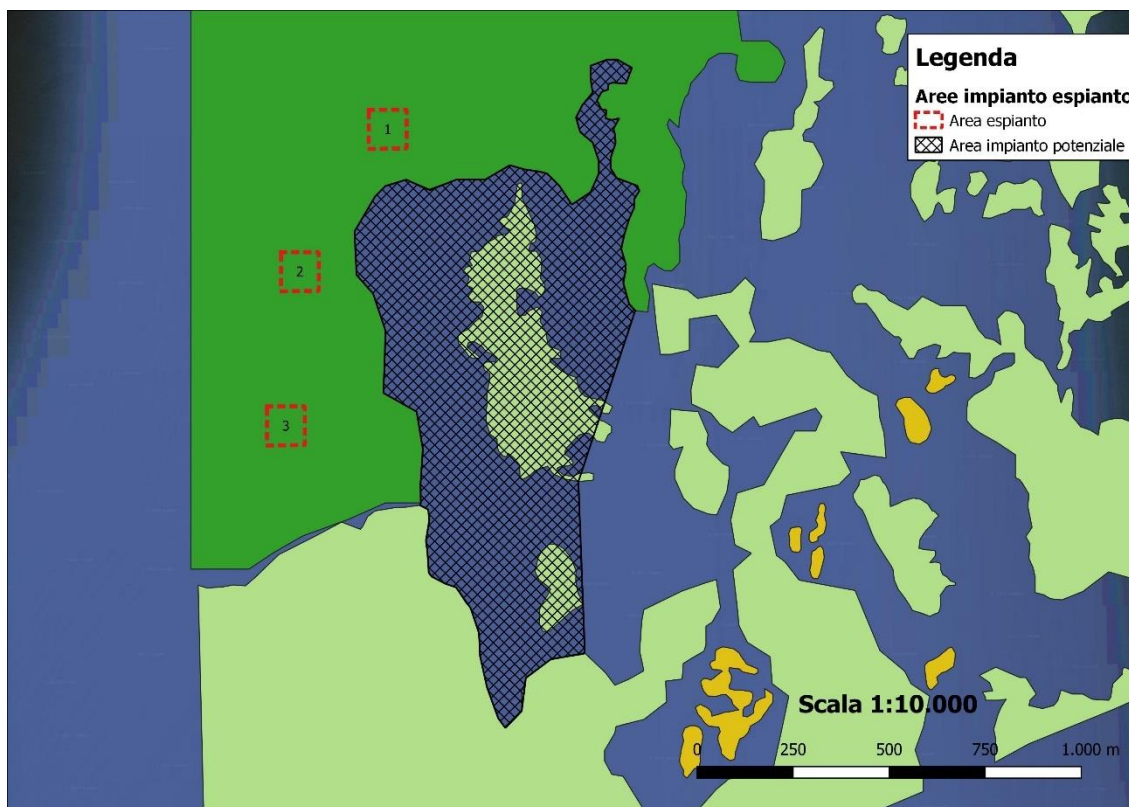 Legenda
Aree impianto espianto
Area espianto
Area impianto potenziale
1
2
3
Scala 1:10.000
0 250 500 750 1.000 m